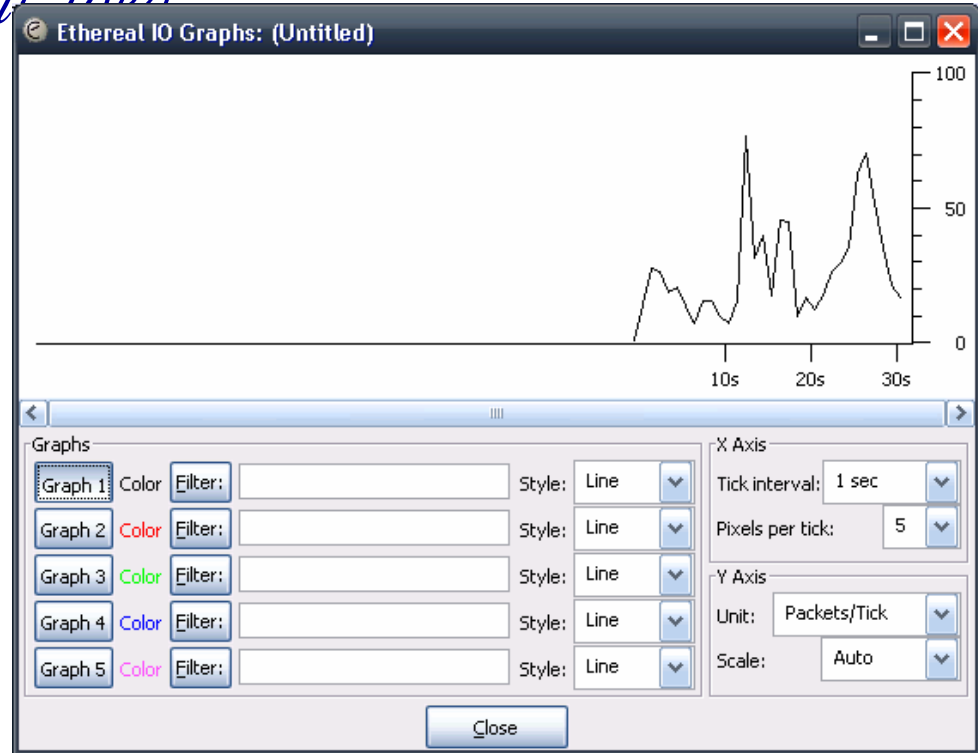 Ethereal IO Graphs: (Untitled)
100
50
0
10s 20s 30s
Graphs
Graph 1 Color Filter: Style: Line
Graph 2 Color Filter: Style: Line
Graph 3 Color Filter: Style: Line
Graph 4 Color Filter: Style: Line
Graph 5 Color Filter: Style: Line
X Axis
Tick interval: 1 sec
Pixels per tick: 5
Y Axis
Unit: Packets/Tick
Scale: Auto
Close